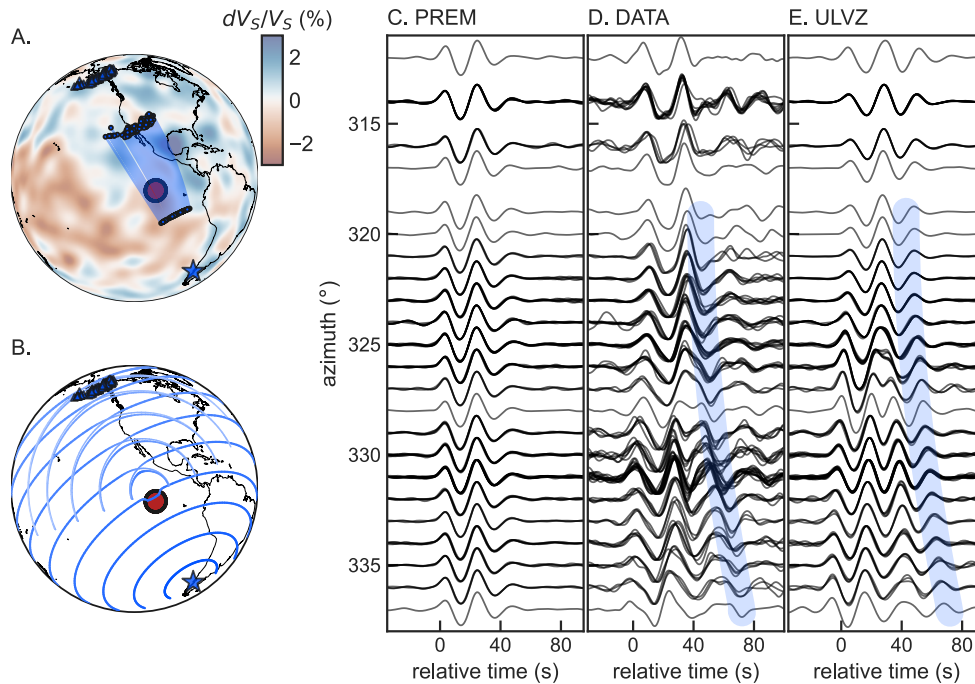 dV_S/V_S (%)
A.
2
0
−2
B.
C. PREM
D. DATA
E. ULVZ
azimuth (°)
315
320
325
330
335
0
40
80
0
40
80
0
40
80
relative time (s)
relative time (s)
relative time (s)